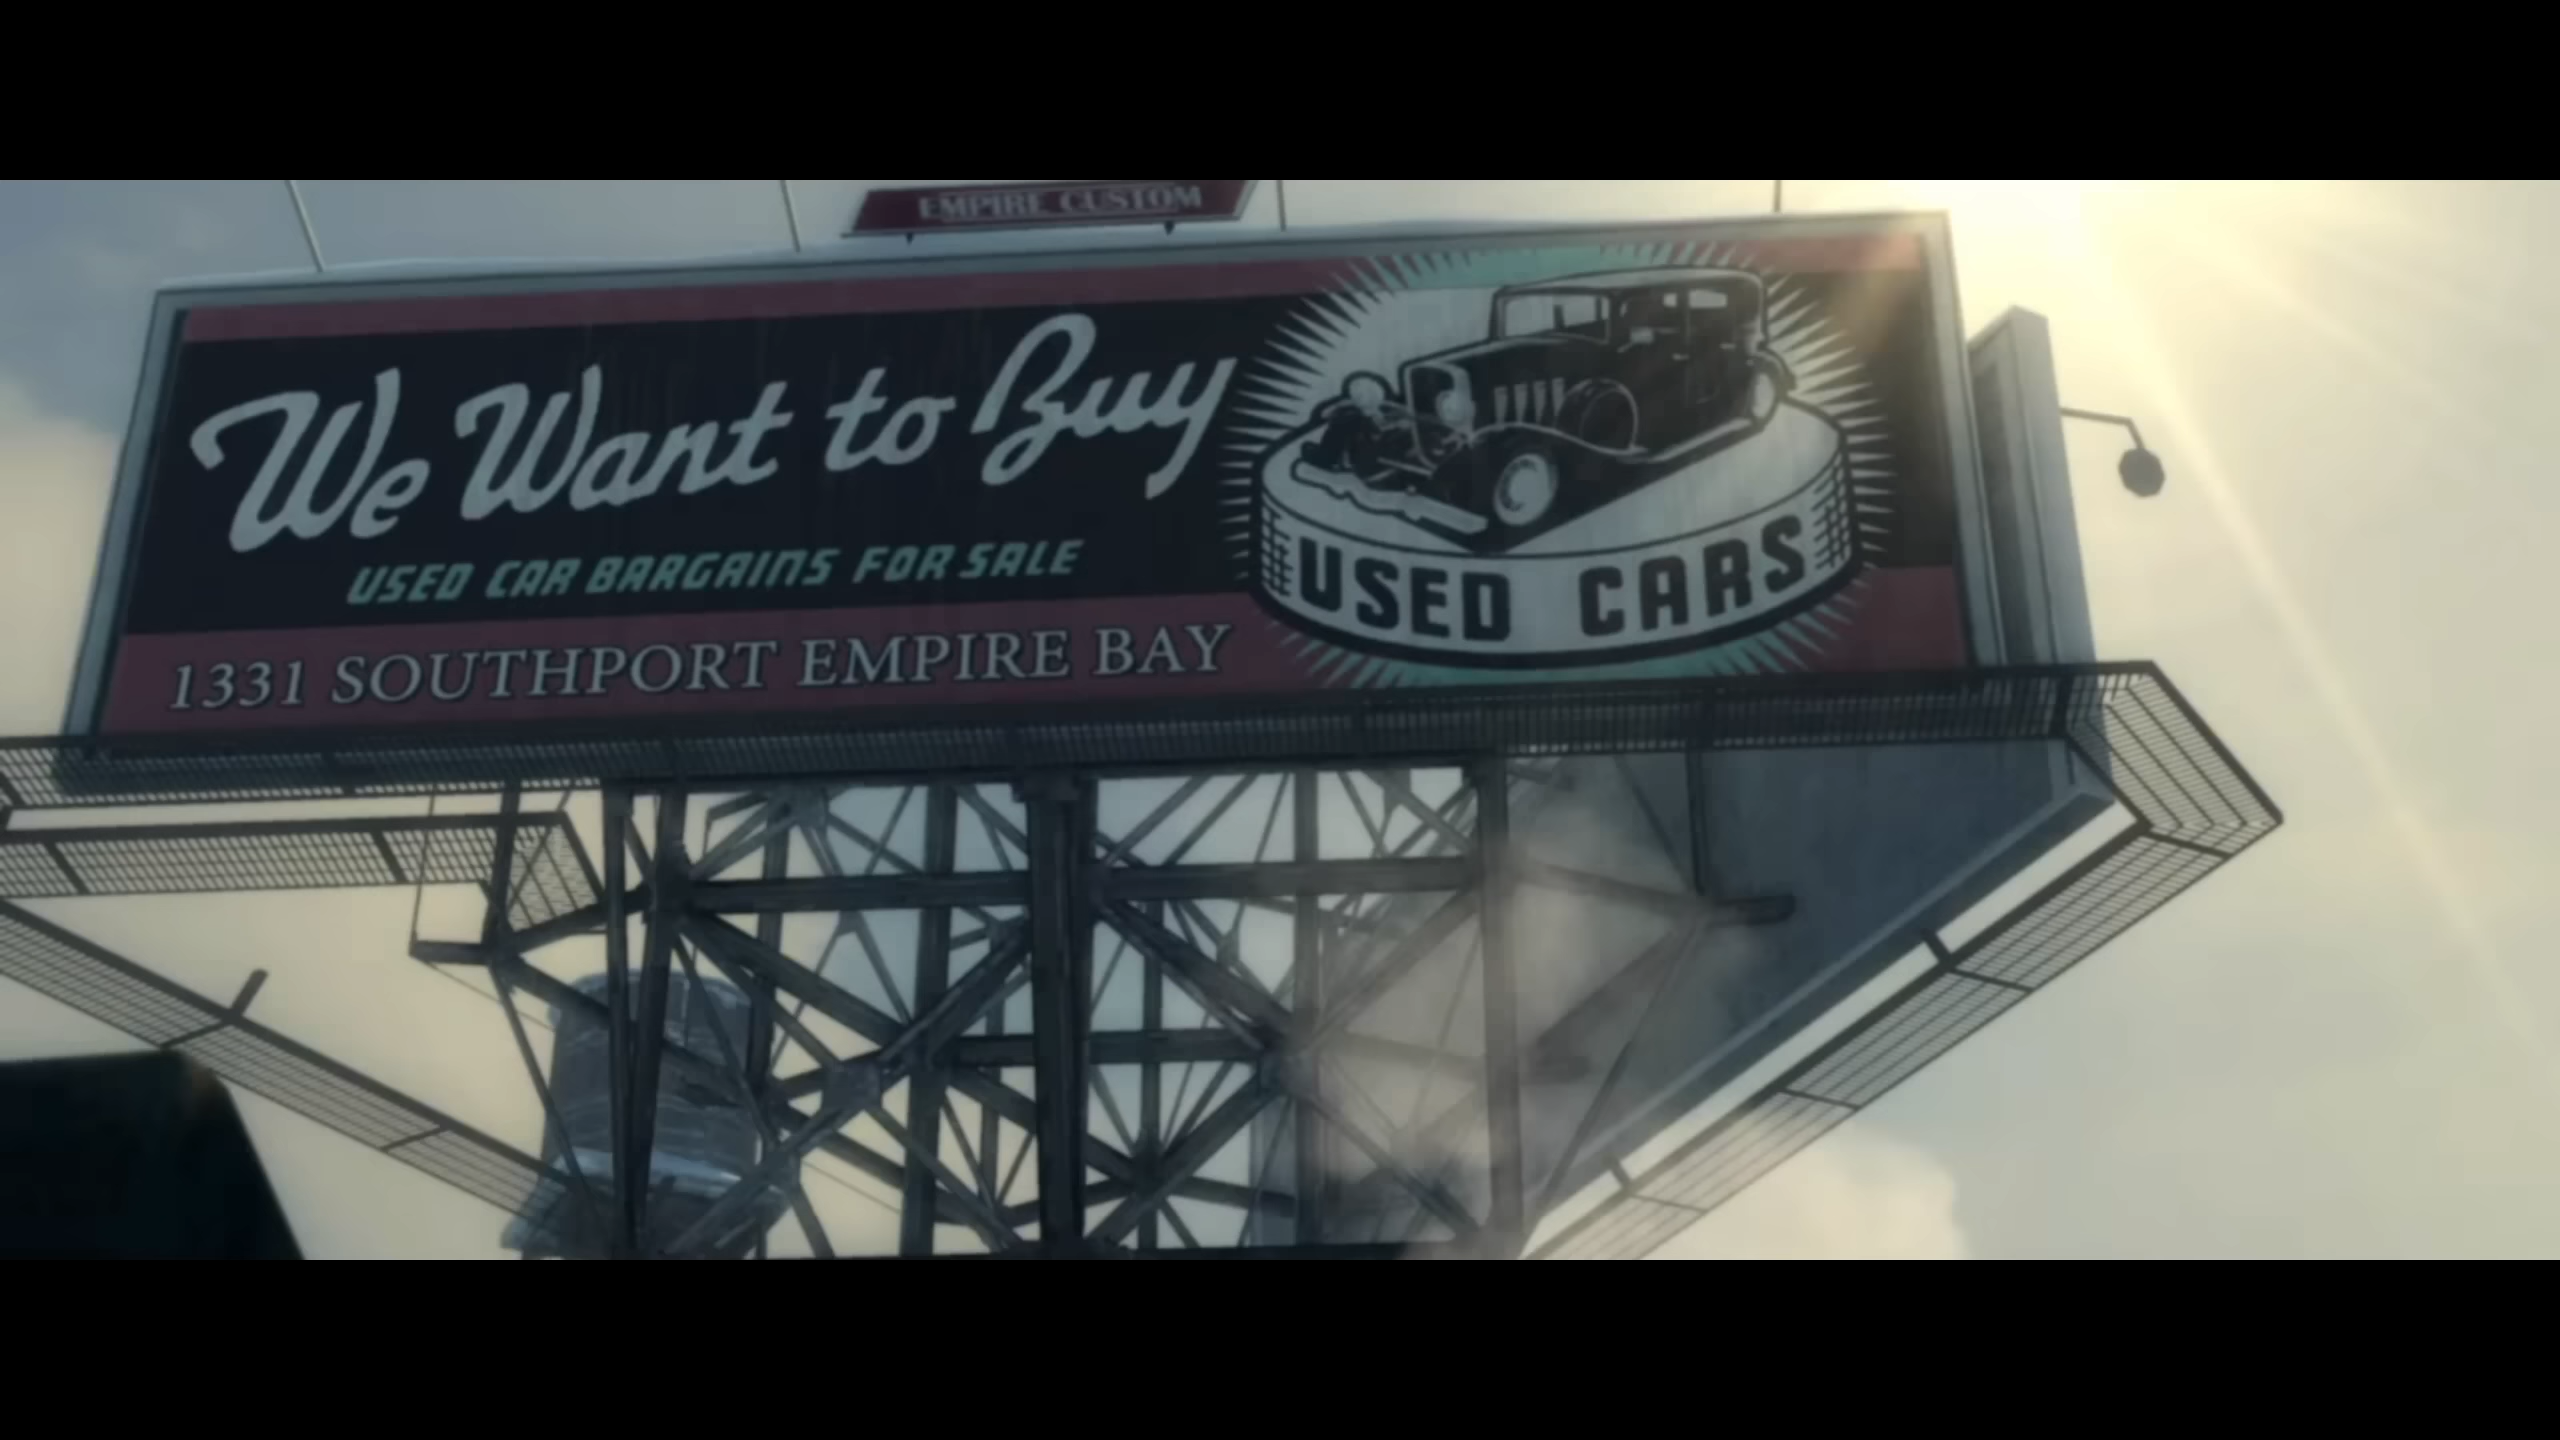 EMPIRE CUSTOM
We Want to Buy
USED CAR BARGAINS FOR SALE
1331 SOUTHPORT EMPIRE BAY
USED CARS